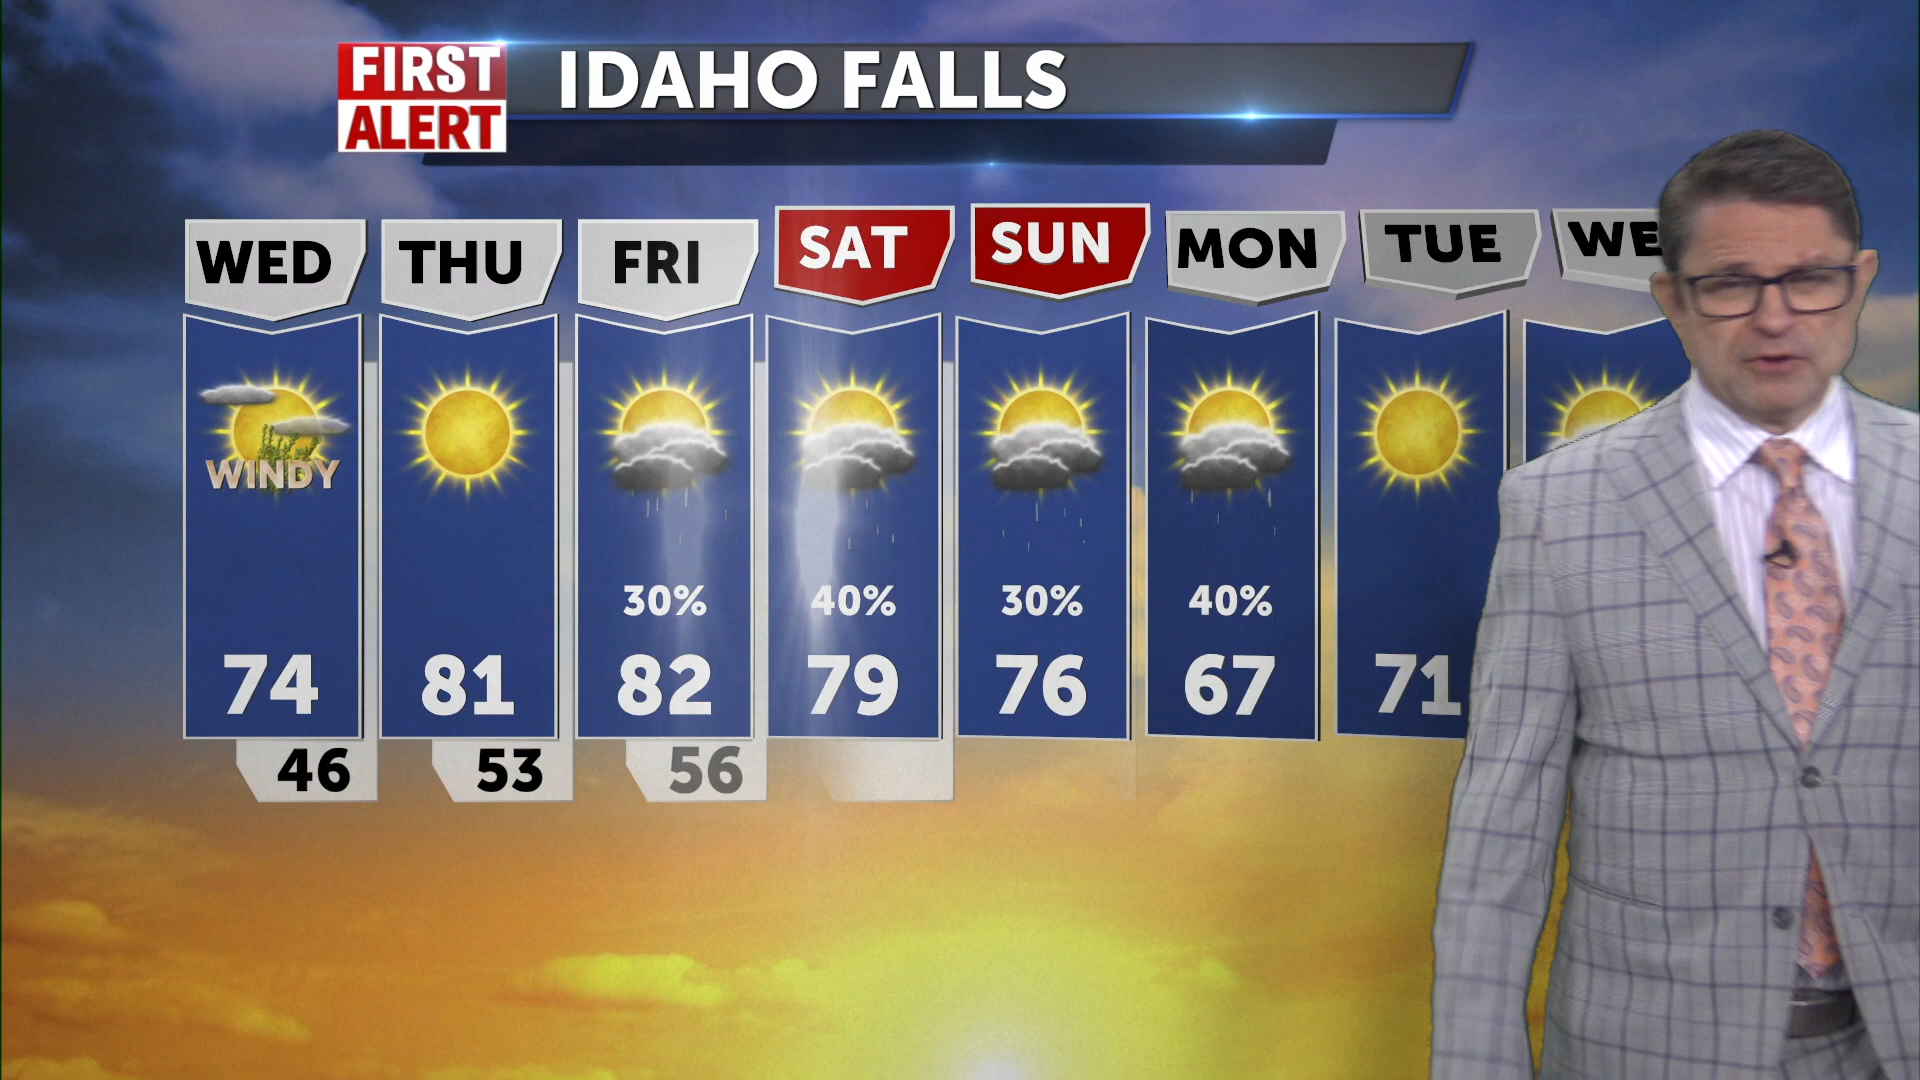 FIRST
ALERT
IDAHO FALLS
WED THU FRI SAT SUN MON TUE
WINDY
30% 40% 30% 40%
74 81 82 79 76 67 71
46 53 56